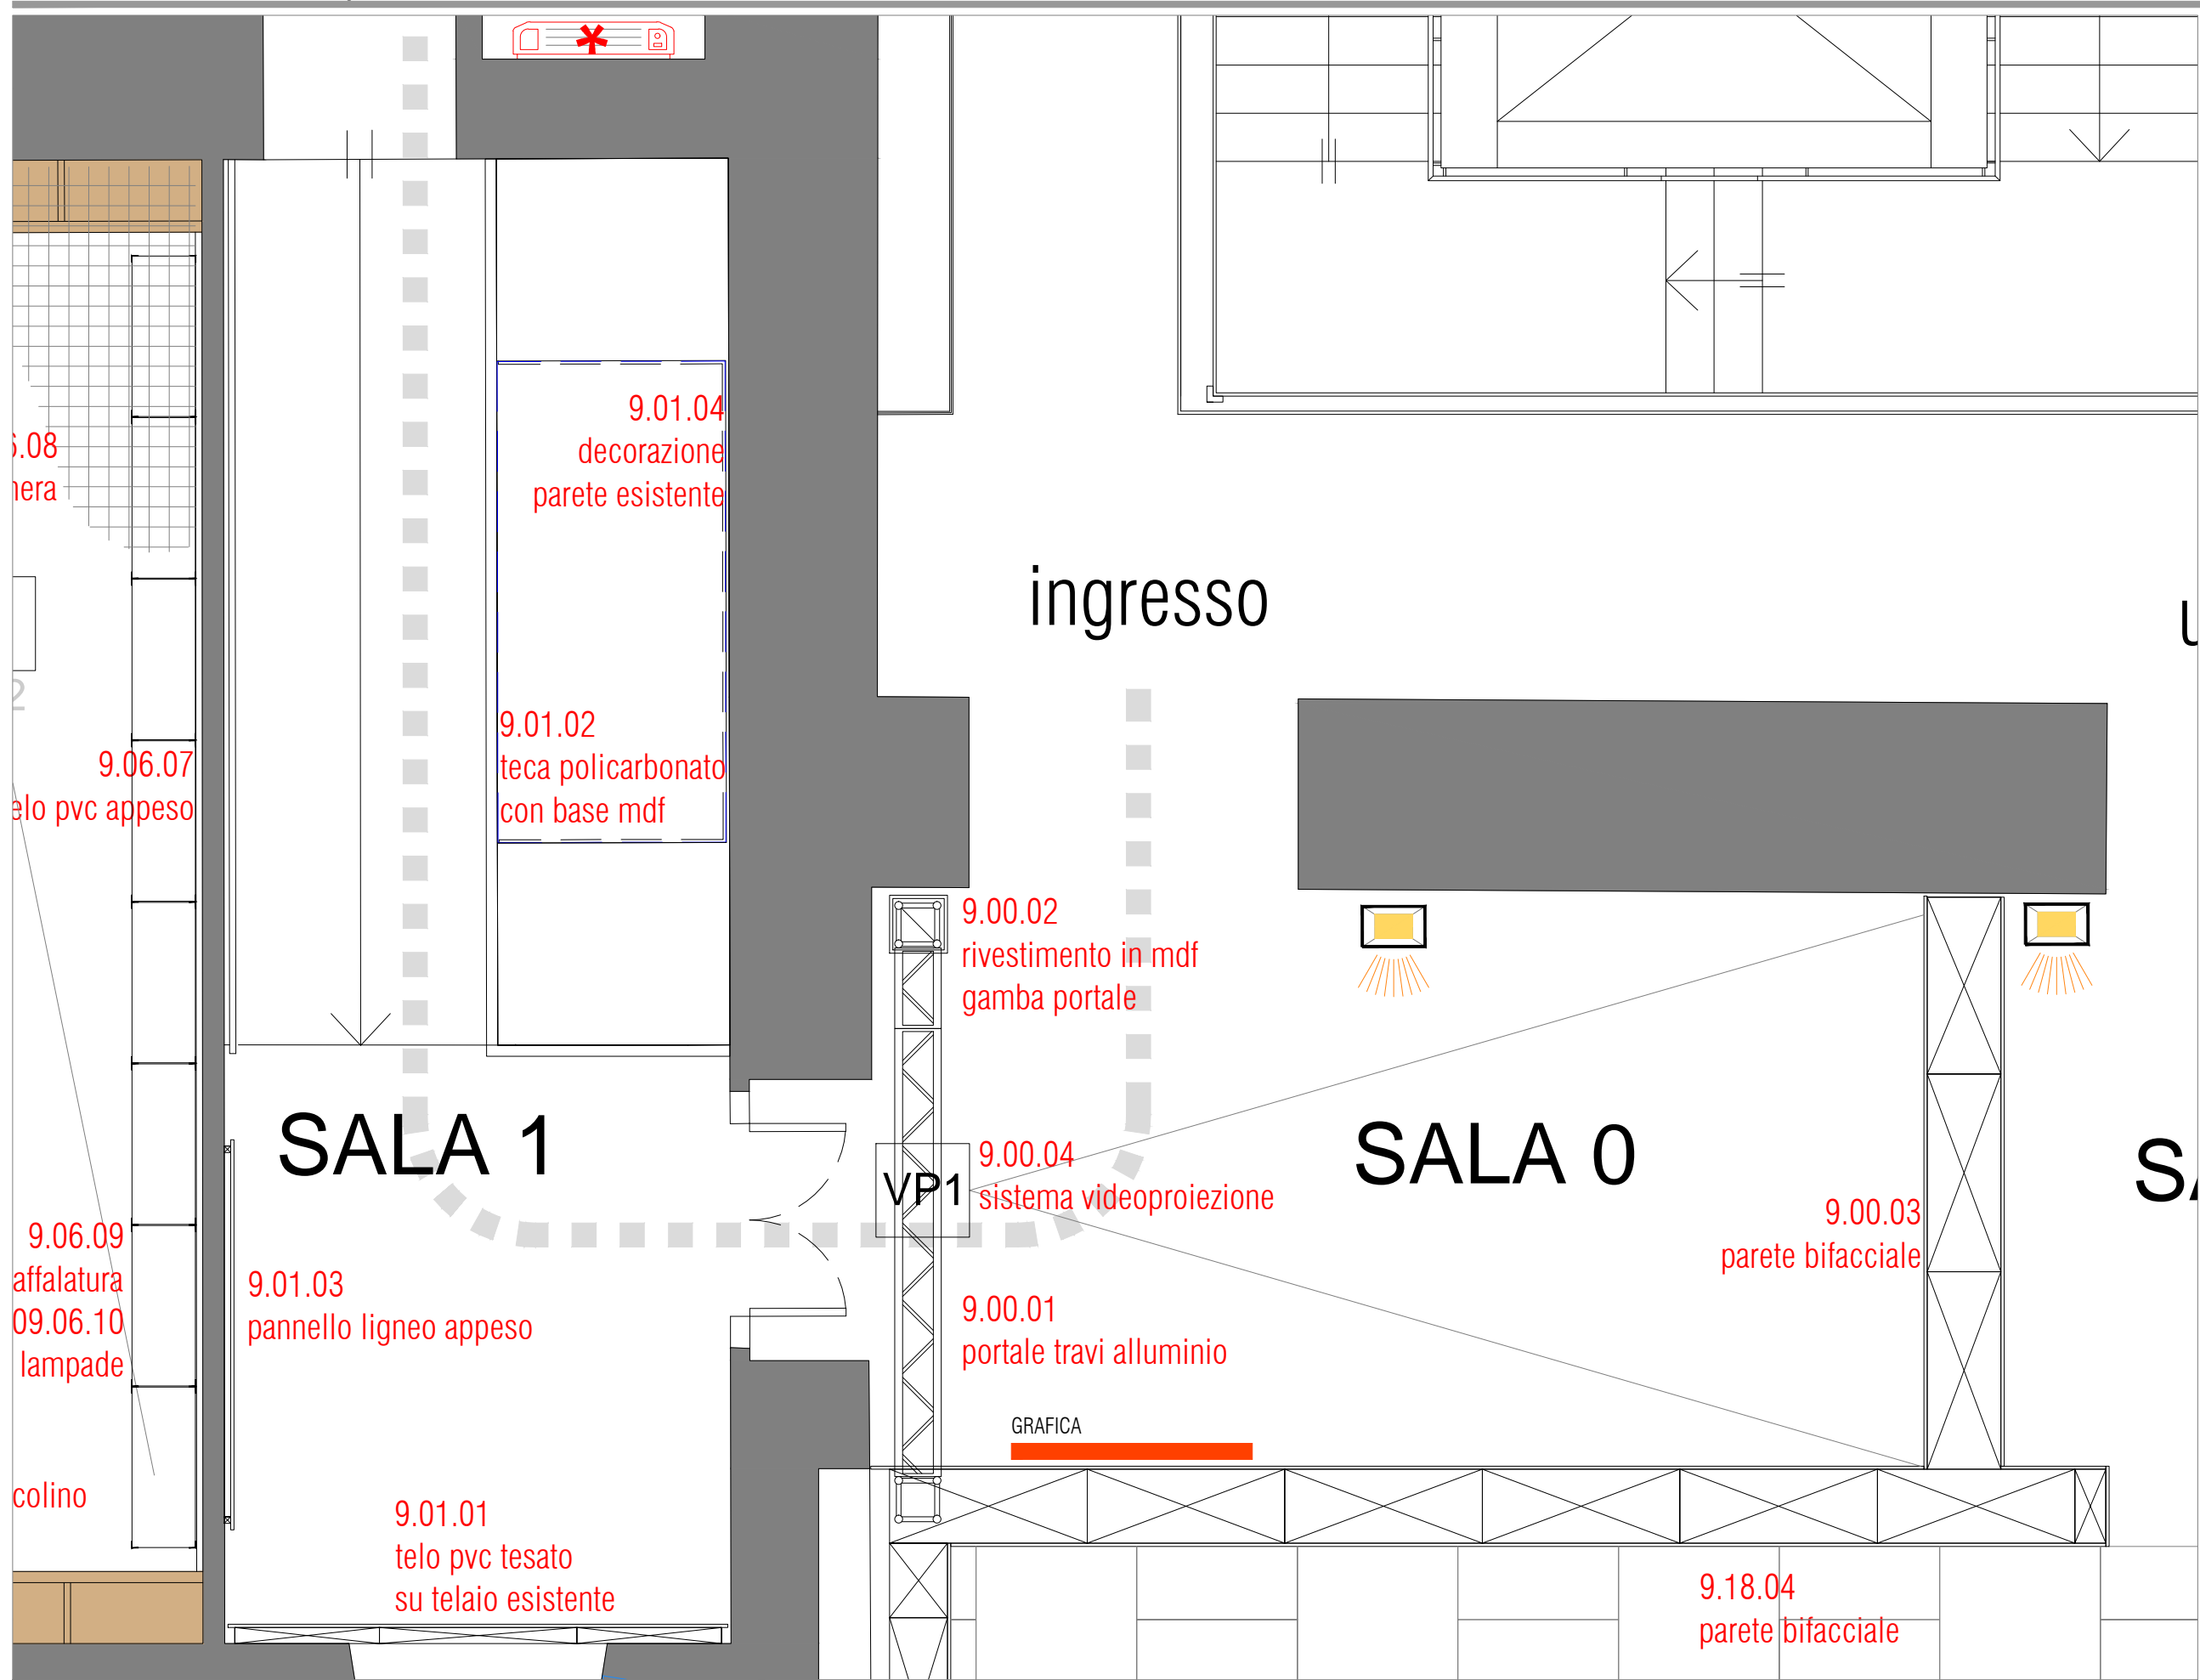 9.01.04
decorazione
parete esistente
.08
ingresso
9.01.02
teca policarbonato
con base mdf
9.06.07
pvc appeso
9.00.02
rivestimento in mdf
gamba portale
SALA 1
SALA 0
VP1
9.00.04
sistema videoproiezione
9.00.03
parete bifacciale
9.06.09
affalatura
09.06.10
lampade
9.01.03
pannello ligneo appeso
9.00.01
portale travi alluminio
GRAFICA
colino
9.01.01
telo pvc tesato
su telaio esistente
9.18.04
parete bifacciale